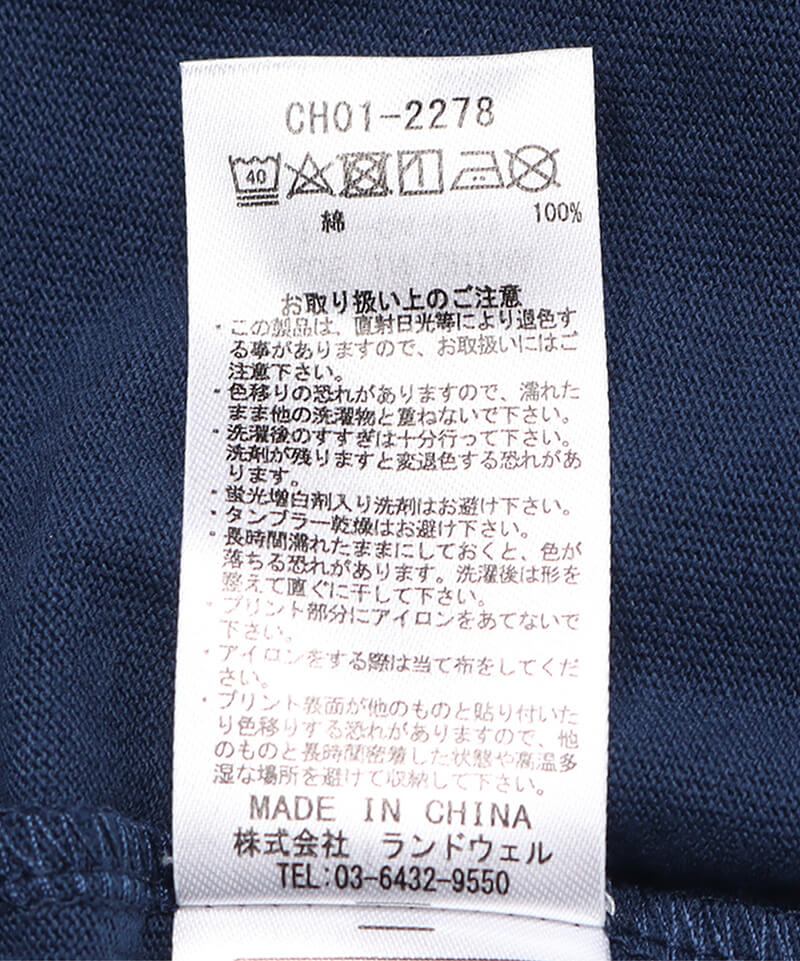 CH01-2278
40
綿 100%
お取り扱い上のご注意
・この製品は、直射日光等により退色す
る事がありますので、お取扱いにはご
注意下さい。
・色移りの恐れがありますので、濡れた
まま他の洗濯物と重ねないで下さい。
・洗濯後のすすぎは十分行って下さい。
洗剤が残りますと変退色する恐れがあ
ります。
・蛍光増白剤入り洗剤はお避け下さい。
・タンブラー乾燥はお避け下さい。
・長時間濡れたままにしておくと、色が
落ちる恐れがあります。洗濯後は形を
整えて直ぐに干して下さい。
・プリント部分にアイロンをあてないで
下さい。
・アイロンをする際は当て布をしてくだ
さい。
・プリント表面が他のものと貼り付いた
り色移りする恐れがありますので、他
のものと長時間密着した状態や高温多
湿な場所を避けて収納して下さい。
MADE IN CHINA
株式会社 ランドウェル
TEL:03-6432-9550